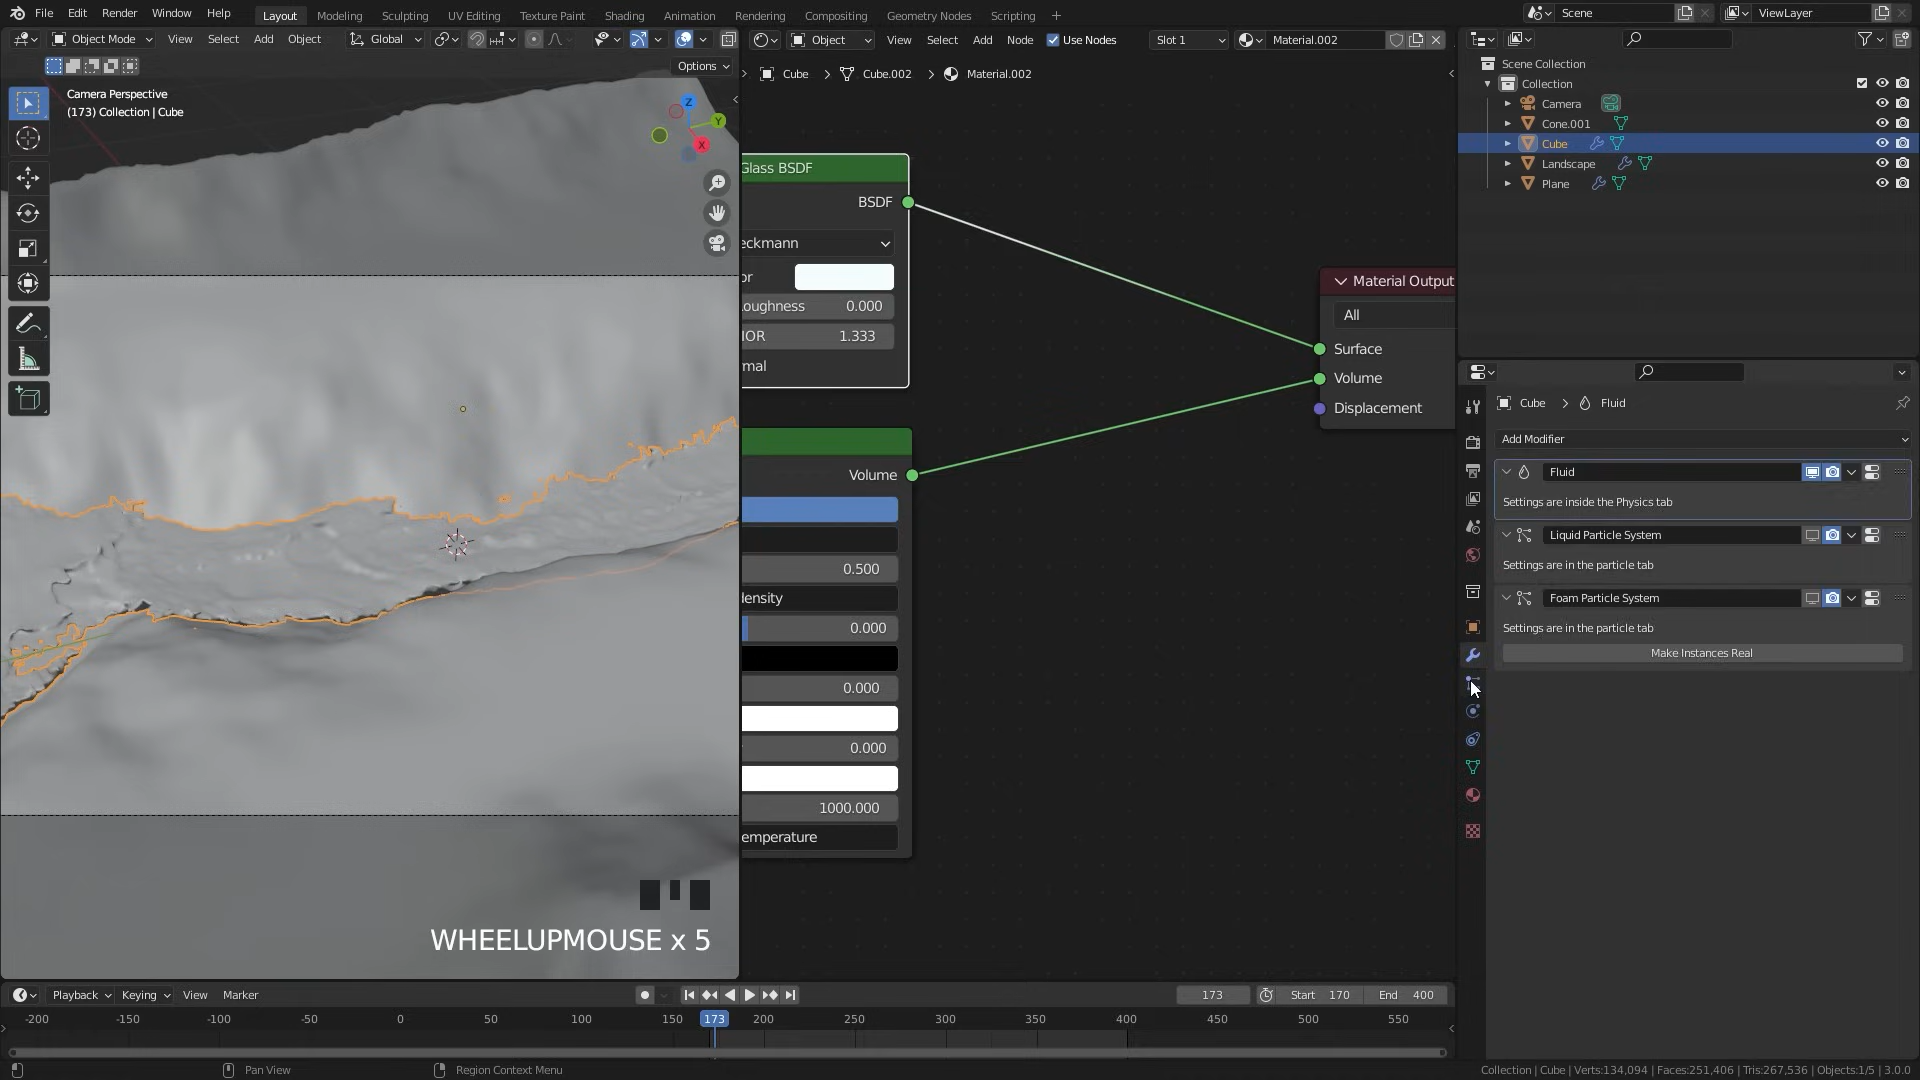 File Edit Render Window Help
Layout Modeling Sculpting UV Editing Texture Paint Shading Animation Rendering Compositing Geometry Nodes Scripting +
Scene
ViewLayer
Object Mode View Select Add Object Global
Options
Object View Select Add Node Use Nodes Slot 1 Material.002
Cube Cube.002 Material.002
Camera Perspective
(173) Collection | Cube
Z
Y
X
Glass BSDF
BSDF
eckmann
or
oughness 0.000
IOR 1.333
mal
Volume
0.500
density
0.000
0.000
0.000
1000.000
emperature
Material Output
All
Surface
Volume
Displacement
Scene Collection
Collection
Camera
Cone.001
Cube
Landscape
Plane
Cube Fluid
Add Modifier
Fluid
Settings are inside the Physics tab
Liquid Particle System
Settings are in the particle tab
Foam Particle System
Settings are in the particle tab
Make Instances Real
WHEELUPMOUSE x 5
Playback Keying View Marker
173 Start 170 End 400
-200 -150 -100 -50 0 50 100 150 173 200 250 300 350 400 450 500 550
Pan View
Region Context Menu
Collection | Cube | Verts:134,094 | Faces:251,406 | Tris:267,536 | Objects:1/5 | 3.0.0